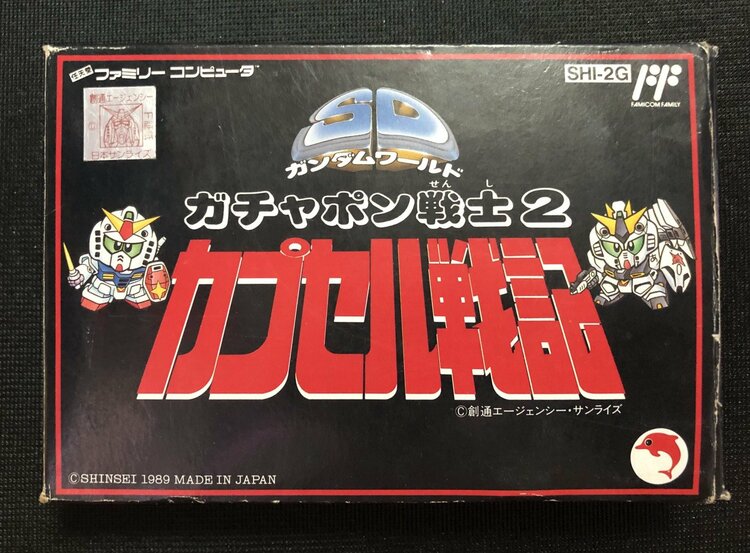 任天堂 ファミリー コンピュータ™
SHI-2G
FF
FAMICOM FAMILY
創通エージェンシー
日本サンライズ
SD
ガンダムワールド
ガチャポン戦士2
せんし
カプセル戦記
©創通エージェンシー・サンライズ
©SHINSEI 1989 MADE IN JAPAN